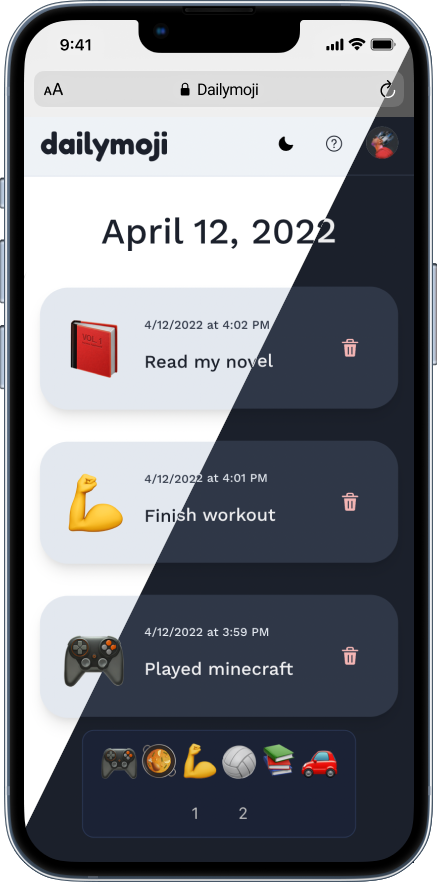 9:41
AA Dailymoji
dailymoji
?
April 12, 2022
4/12/2022 at 4:02 PM
Read my novel
VOL. 3
4/12/2022 at 4:01 PM
Finish workout
4/12/2022 at 3:59 PM
Played minecraft
1 2